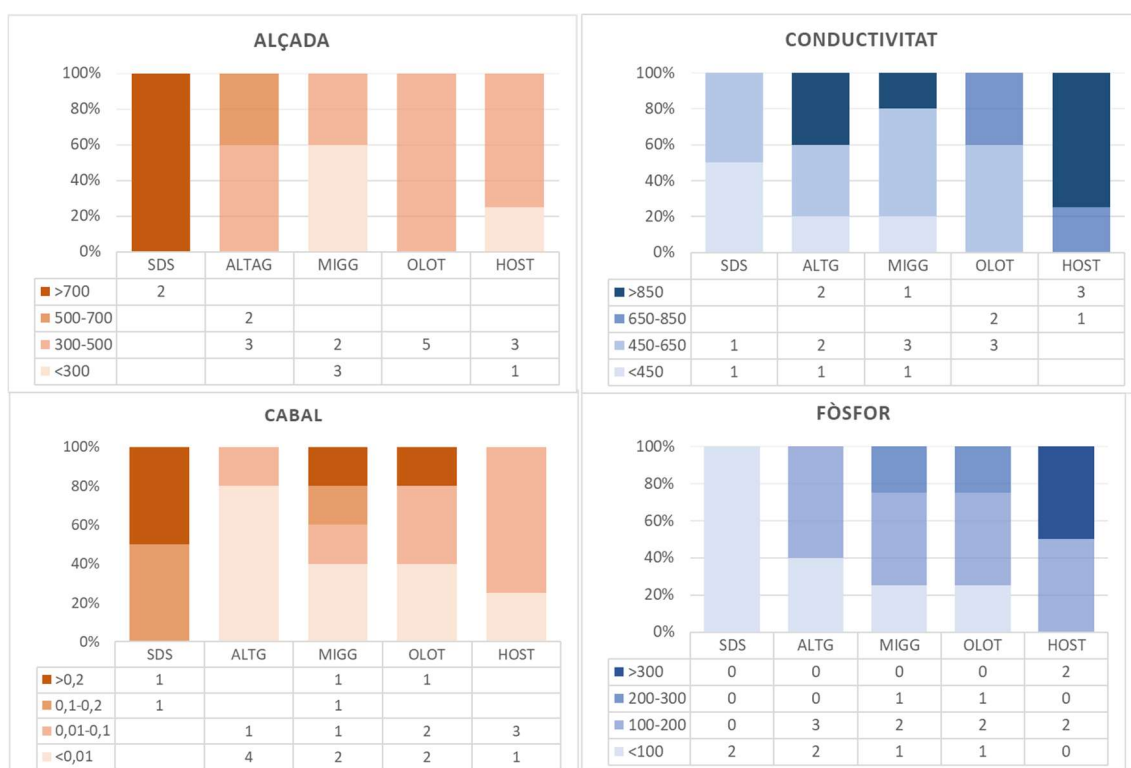 ALÇADA
100%
80%
60%
40%
20%
0%
SDS ALTAG MIGG OLOT HOST
>700 2
500-700 2
300-500 3 2 5 3
<300 3 1
CONDUCTIVITAT
100%
80%
60%
40%
20%
0%
SDS ALTG MIGG OLOT HOST
>850 2 1 3
650-850 2 1
450-650 1 2 3 3
<450 1 1 1
CABAL
100%
80%
60%
40%
20%
0%
SDS ALTG MIGG OLOT HOST
>0,2 1 1 1
0,1-0,2 1 1
0,01-0,1 1 1 2 3
<0,01 4 2 2 1
FÒSFOR
100%
80%
60%
40%
20%
0%
SDS ALTG MIGG OLOT HOST
>300 0 0 0 0 2
200-300 0 0 1 1 0
100-200 0 3 2 2 2
<100 2 2 1 1 0